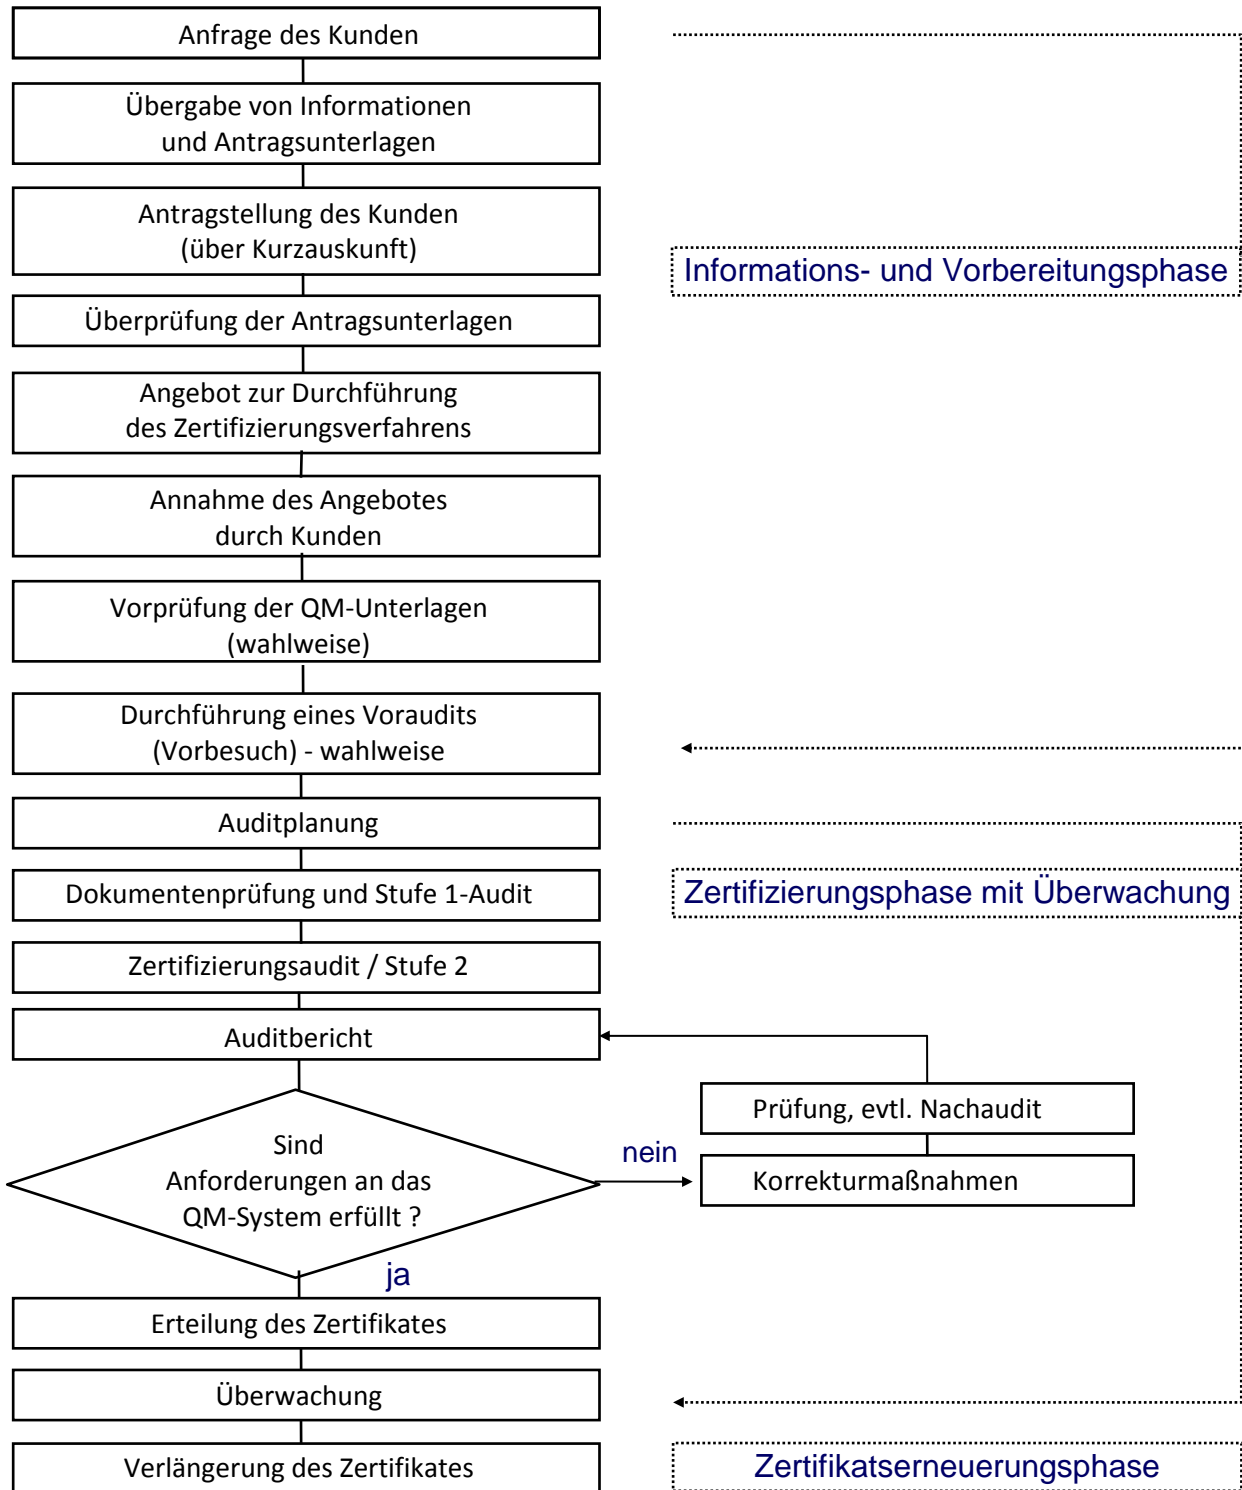 Anfrage des Kunden
Übergabe von Informationen
und Antragsunterlagen
Antragstellung des Kunden
(über Kurzauskunft)
Informations- und Vorbereitungsphase
Überprüfung der Antragsunterlagen
Angebot zur Durchführung
des Zertifizierungsverfahrens
Annahme des Angebotes
durch Kunden
Vorprüfung der QM-Unterlagen
(wahlweise)
Durchführung eines Voraudits
(Vorbesuch) - wahlweise
Auditplanung
Dokumentenprüfung und Stufe 1-Audit
Zertifizierungsphase mit Überwachung
Zertifizierungsaudit / Stufe 2
Auditbericht
Prüfung, evtl. Nachaudit
Sind
Anforderungen an das
QM-System erfüllt ?
nein
Korrekturmaßnahmen
ja
Erteilung des Zertifikates
Überwachung
Verlängerung des Zertifikates
Zertifikatserneuerungsphase